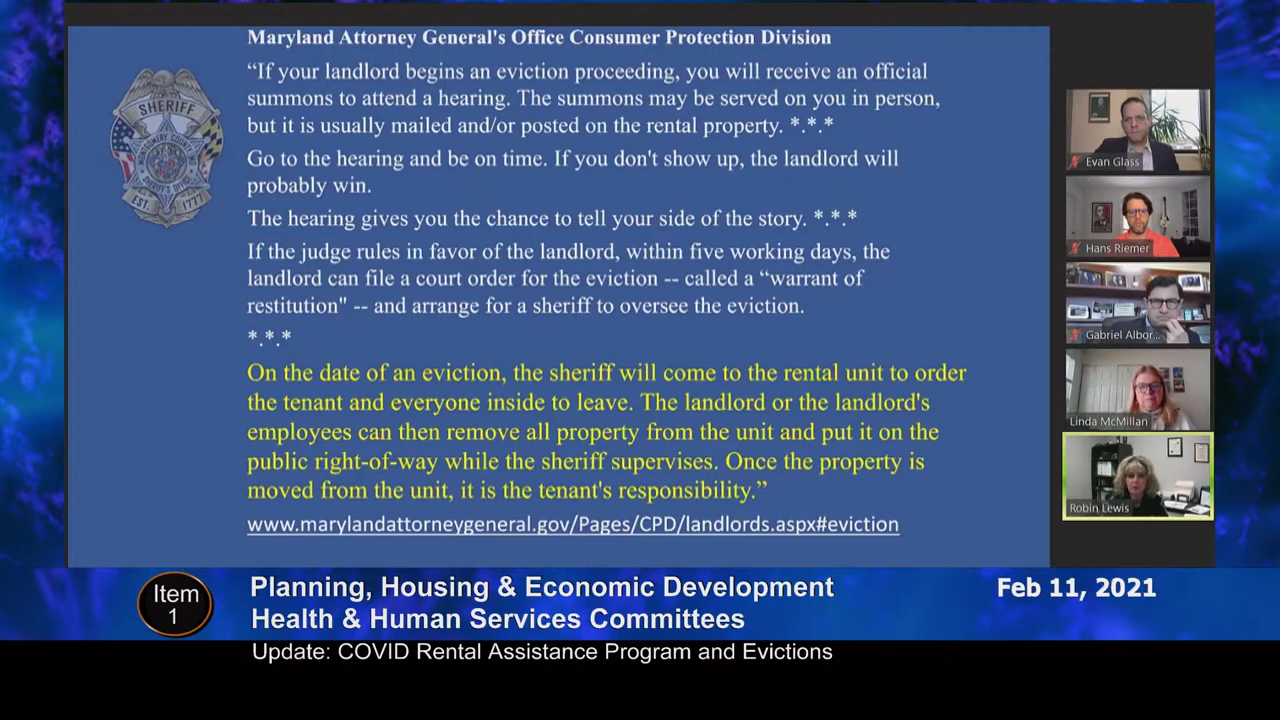 Maryland Attorney General's Office Consumer Protection Division
“If your landlord begins an eviction proceeding, you will receive an official
summons to attend a hearing. The summons may be served on you in person,
but it is usually mailed and/or posted on the rental property. *.*.*
Go to the hearing and be on time. If you don't show up, the landlord will
probably win.
The hearing gives you the chance to tell your side of the story. *.*.*
If the judge rules in favor of the landlord, within five working days, the
landlord can file a court order for the eviction -- called a “warrant of
restitution" -- and arrange for a sheriff to oversee the eviction.
*.*.*
On the date of an eviction, the sheriff will come to the rental unit to order
the tenant and everyone inside to leave. The landlord or the landlord's
employees can then remove all property from the unit and put it on the
public right-of-way while the sheriff supervises. Once the property is
moved from the unit, it is the tenant's responsibility.”
www.marylandattorneygeneral.gov/Pages/CPD/landlords.aspx#eviction
SHERIFF
MONTGOMERY COUNTY
SHERIFF'S OFFICE
EST. 1777
Evan Glass
Hans Riemer
Gabriel Albor...
Linda McMillan
Robin Lewis
Item
1
Planning, Housing & Economic Development
Health & Human Services Committees
Feb 11, 2021
Update: COVID Rental Assistance Program and Evictions